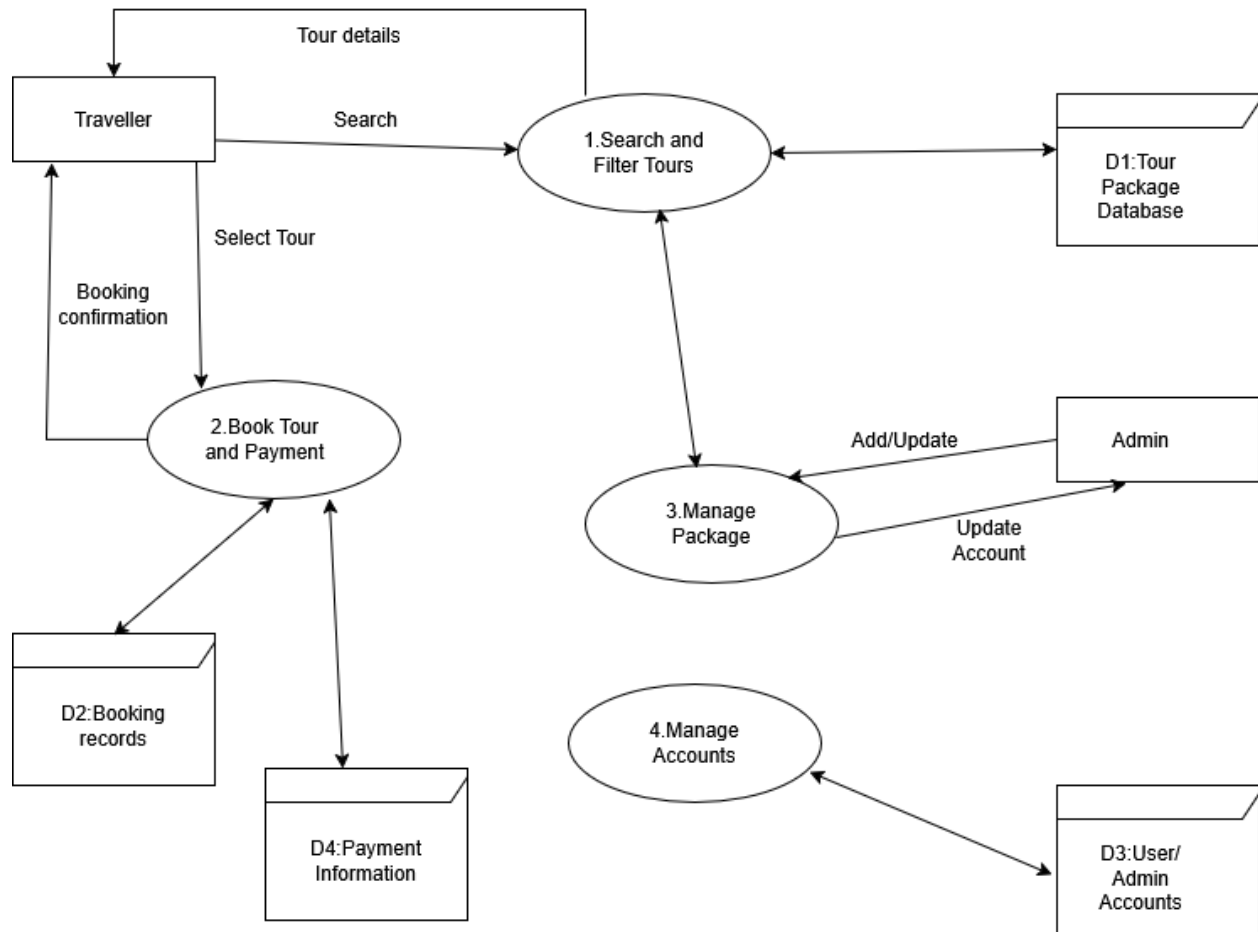 Tour details
Traveller
Search
1.Search and
Filter Tours
D1:Tour
Package
Database
Select Tour
Booking
confirmation
2.Book Tour
and Payment
Add/Update
Admin
3.Manage
Package
Update
Account
D2:Booking
records
4.Manage
Accounts
D4:Payment
Information
D3:User/
Admin
Accounts